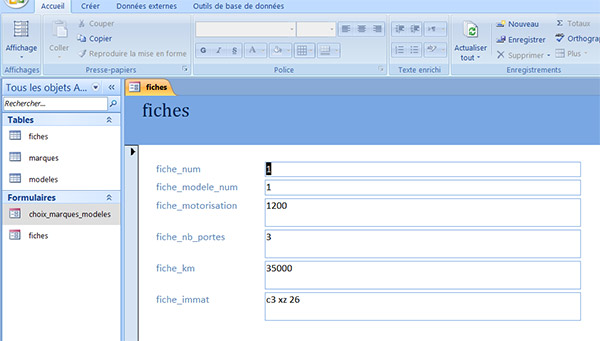 Accueil Créer Données externes Outils de base de données
Affichage
Affichages
Coller
Couper
Copier
Reproduire la mise en forme
Presse-papiers
G I S
Police
Texte enrichi
Actualiser
tout
Nouveau
Enregistrer
Supprimer
Totaux
Plus
Enregistrements
Tous les objets A...
Rechercher...
Tables
fiches
marques
modeles
Formulaires
choix_marques_modeles
fiches
fiches
fiches
fiche_num 1
fiche_modele_num 1
fiche_motorisation 1200
fiche_nb_portes 3
fiche_km 35000
fiche_immat c3 xz 26